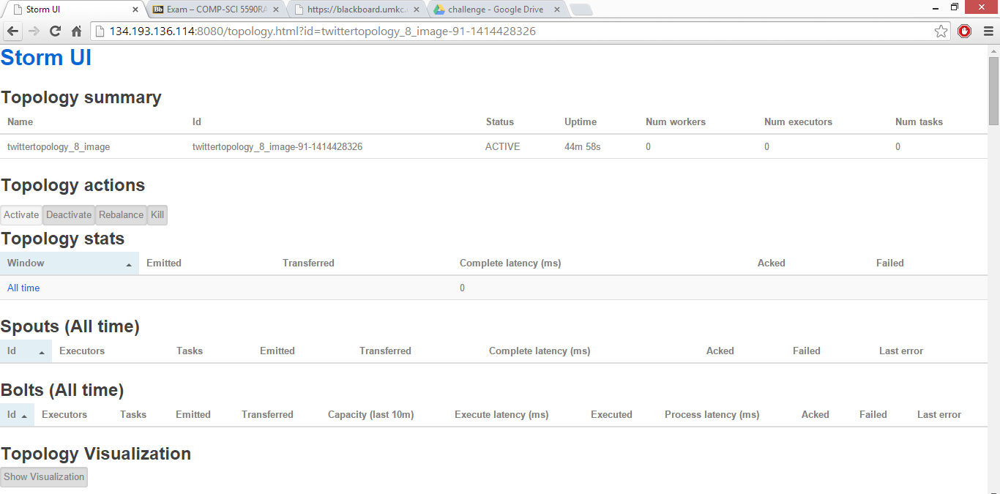 Storm UI
Exam – COMP-SCI 5590RA
https://blackboard.umkc.
challenge - Google Drive
134.193.136.114:8080/topology.html?id=twittertopology_8_image-91-1414428326
Storm UI
Topology summary
Name Id Status Uptime Num workers Num executors Num tasks
twittertopology_8_image twittertopology_8_image-91-1414428326 ACTIVE 44m 58s 0 0 0
Topology actions
Activate Deactivate Rebalance Kill
Topology stats
Window Emitted Transferred Complete latency (ms) Acked Failed
All time 0
Spouts (All time)
Id Executors Tasks Emitted Transferred Complete latency (ms) Acked Failed Last error
Bolts (All time)
Id Executors Tasks Emitted Transferred Capacity (last 10m) Execute latency (ms) Executed Process latency (ms) Acked Failed Last error
Topology Visualization
Show Visualization